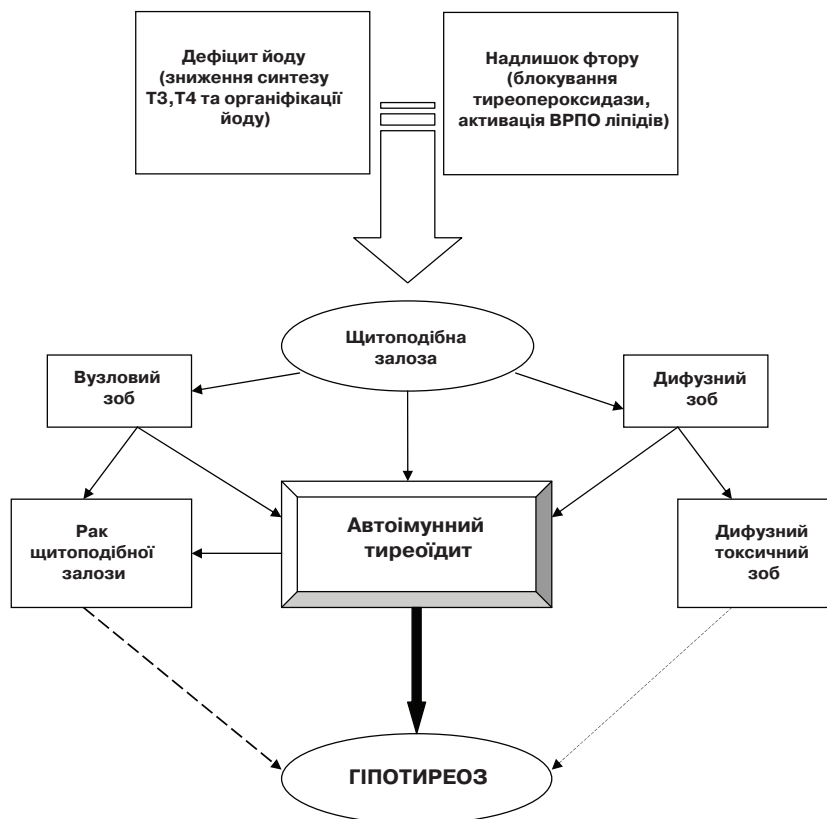 Дефіцит йоду
(зниження синтезу
Т3,Т4 та органіфікації
йоду)
Надлишок фтору
(блокування
тиреопероксидази,
активація ВРПО ліпідів)
Щитоподібна
залоза
Вузловий
зоб
Дифузний
зоб
Рак
щитоподібної
залози
Автоімунний
тиреоїдит
Дифузний
токсичний
зоб
ГІПОТИРЕОЗ